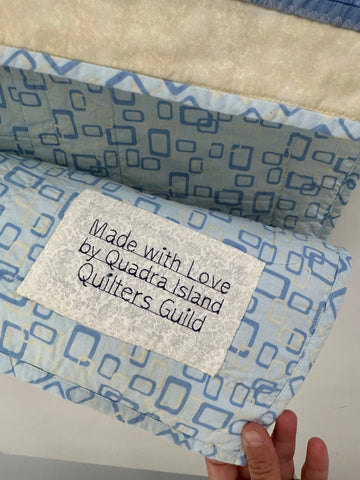 Made with Love
by Quadra Island
Quilters Guild